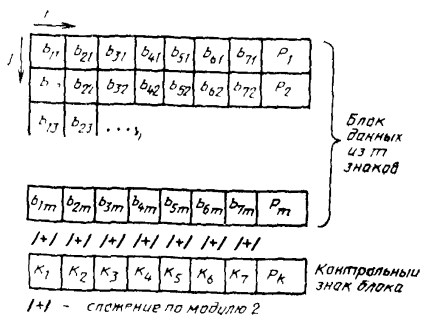 i
j
b11 b21 b31 b41 b51 b61 b71 P1
b22 b32 b42 b52 b62 b72 P2
b13 b23 ...
Блок
данных
из m
знаков
b1m b2m b3m b4m b5m b6m b7m Pm
|+| |+| |+| |+| |+| |+| |+|
K1 K2 K3 K4 K5 K6 K7 Pk
Контрольный
знак блока
|+| - сложение по модулю 2